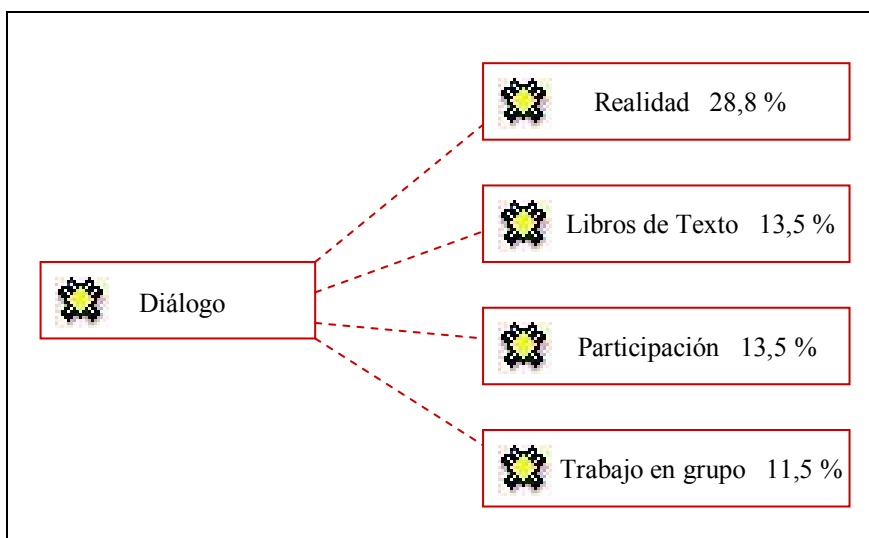 Realidad 28,8 %
Libros de Texto 13,5 %
Diálogo
Participación 13,5 %
Trabajo en grupo 11,5 %